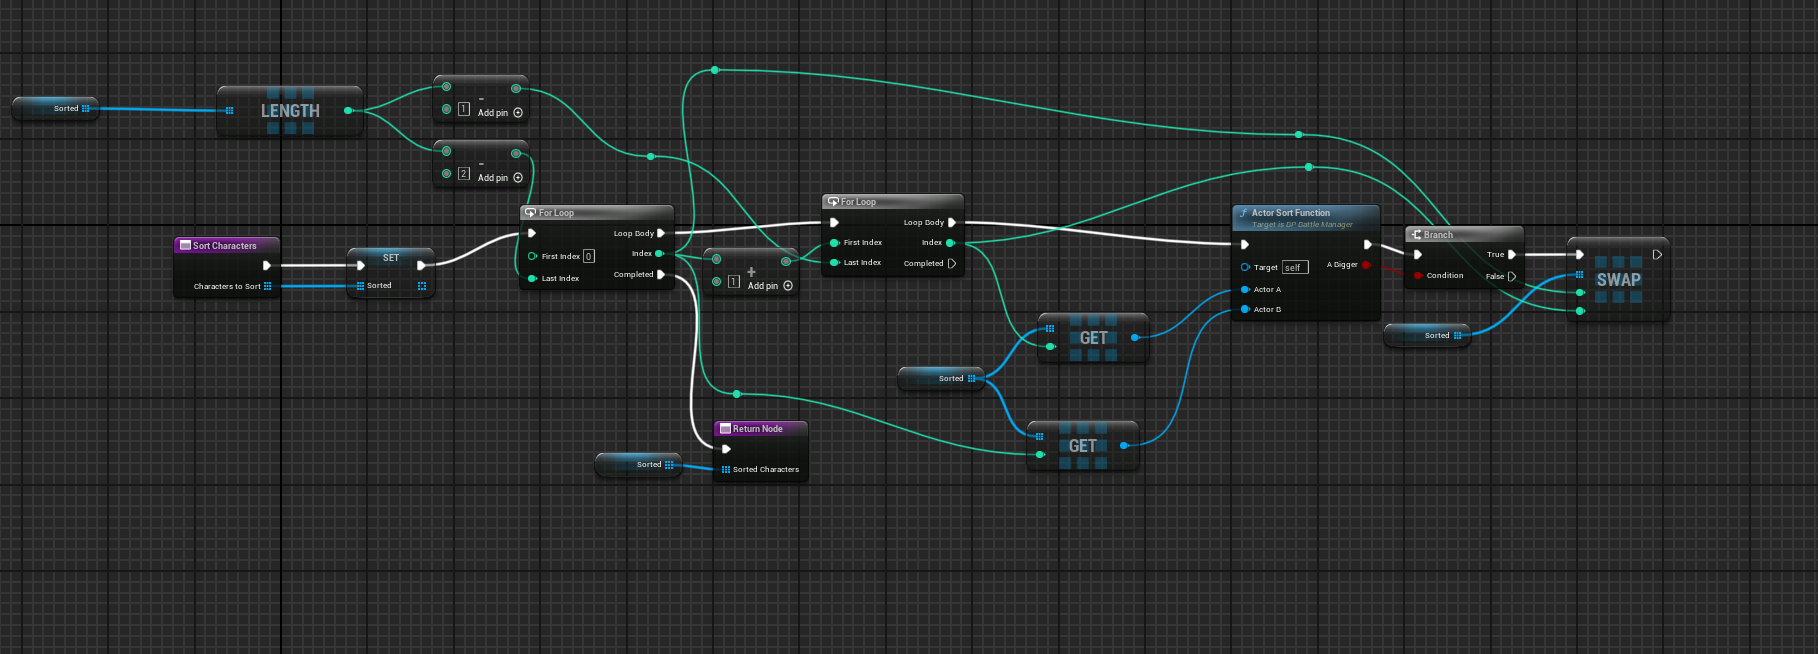 Sorted
LENGTH
-
1
Add pin
-
2
Add pin
Sort Characters
Characters to Sort
SET
Sorted
For Loop
Loop Body
First Index 0
Index
Last Index
Completed
+
1
Add pin
For Loop
Loop Body
First Index
Index
Last Index
Completed
Sorted
GET
GET
Sorted
Return Node
Sorted Characters
f Actor Sort Function
Target is BP Battle Manager
Target self
A Bigger
Actor A
Actor B
Branch
True
Condition
False
Sorted
SWAP